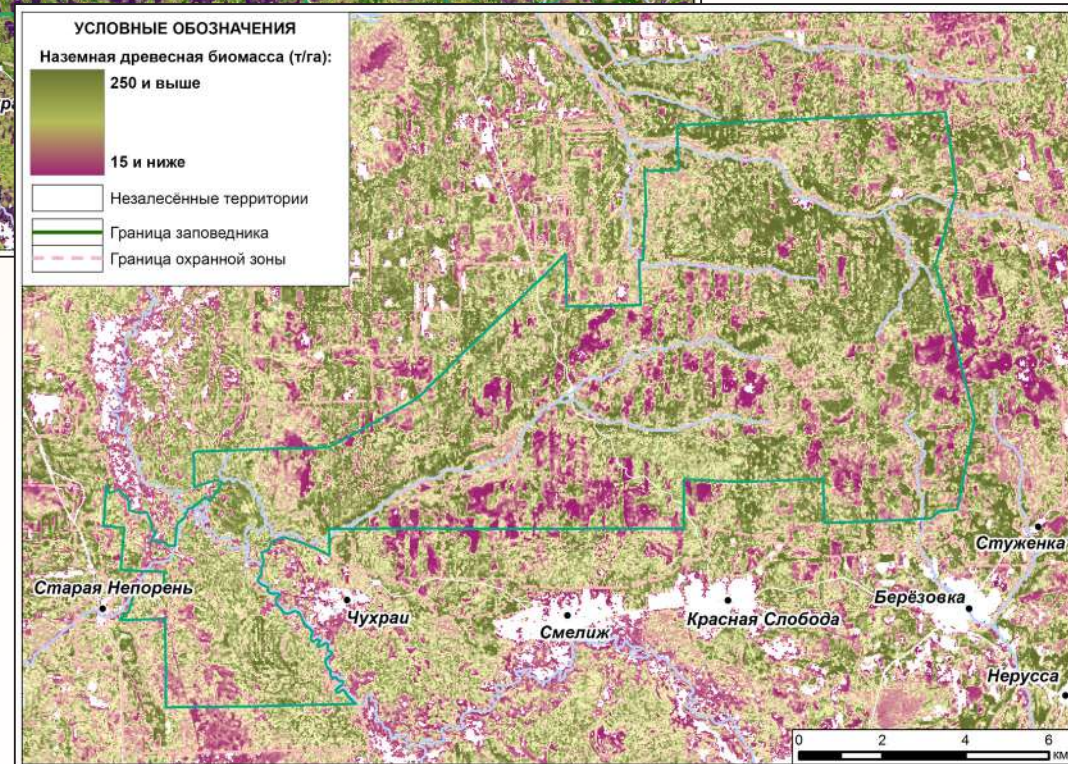 УСЛОВНЫЕ ОБОЗНАЧЕНИЯ
Наземная древесная биомасса (т/га):
250 и выше
15 и ниже
Незалесённые территории
Граница заповедника
Граница охранной зоны
Старая Непорень
Чухраи
Смелиж
Красная Слобода
Стуженка
Берёзовка
Нерусса
0 2 4 6
км